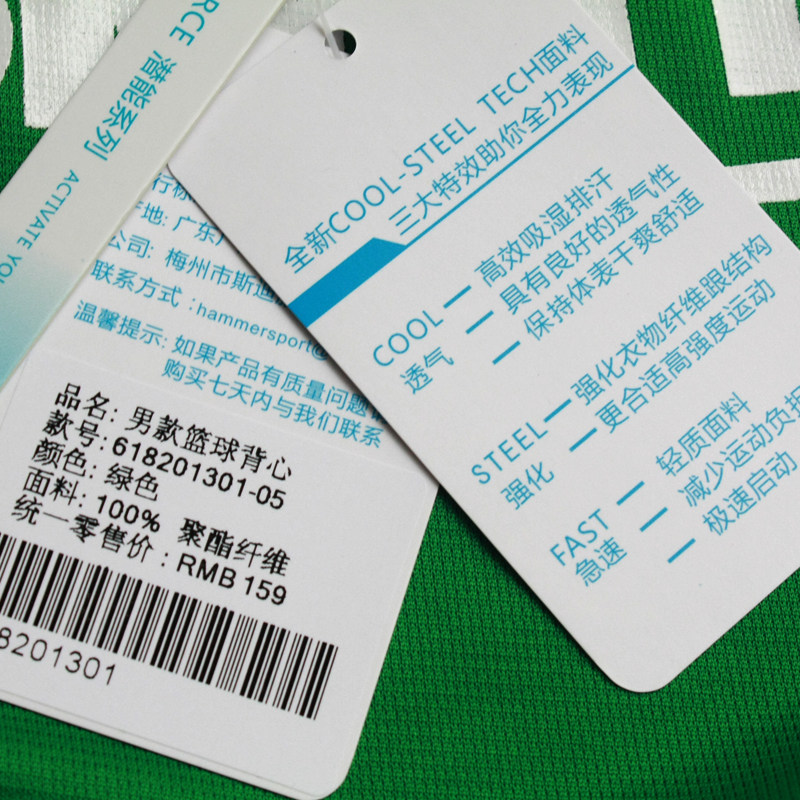 RCE 潜能系列
ACTIVATE YOU
地: 广东
公司: 梅州市斯迪
联系方式 : hammersport@
温馨提示: 如果产品有质量问题
购买七天内与我们联系
品名: 男款篮球背心
款号: 618201301-05
颜色: 绿色
面料: 100% 聚酯纤维
统一零售价 : RMB 159
8201301
全新COOL-STEEL TECH面料
三大特效助你全力表现
COOL 透气
高效吸湿排汗
具有良好的透气性
保持体表干爽舒适
STEEL 强化
强化衣物纤维眼结构
更合适高强度运动
FAST 急速
轻质面料
减少运动负担
极速启动